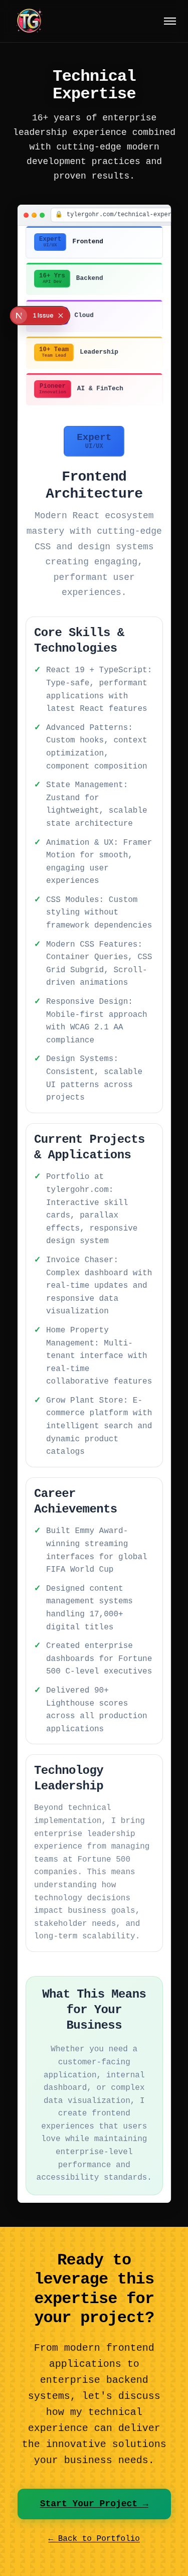 TG
Technical
Expertise
16+ years of enterprise
leadership experience combined
with cutting-edge modern
development practices and
proven results.
tylergohr.com/technical-exper
Expert
UI/UX
Frontend
16+ Yrs
API Dev
Backend
N
1 Issue ×
Cloud
10+ Team
Team Lead
Leadership
Pioneer
Innovation
AI & FinTech
Expert
UI/UX
Frontend
Architecture
Modern React ecosystem
mastery with cutting-edge
CSS and design systems
creating engaging,
performant user
experiences.
Core Skills &
Technologies
✓ React 19 + TypeScript:
Type-safe, performant
applications with
latest React features
✓ Advanced Patterns:
Custom hooks, context
optimization,
component composition
✓ State Management:
Zustand for
lightweight, scalable
state architecture
✓ Animation & UX: Framer
Motion for smooth,
engaging user
experiences
✓ CSS Modules: Custom
styling without
framework dependencies
✓ Modern CSS Features:
Container Queries, CSS
Grid Subgrid, Scroll-
driven animations
✓ Responsive Design:
Mobile-first approach
with WCAG 2.1 AA
compliance
✓ Design Systems:
Consistent, scalable
UI patterns across
projects
Current Projects
& Applications
✓ Portfolio at
tylergohr.com:
Interactive skill
cards, parallax
effects, responsive
design system
✓ Invoice Chaser:
Complex dashboard with
real-time updates and
responsive data
visualization
✓ Home Property
Management: Multi-
tenant interface with
real-time
collaborative features
✓ Grow Plant Store: E-
commerce platform with
intelligent search and
dynamic product
catalogs
Career
Achievements
✓ Built Emmy Award-
winning streaming
interfaces for global
FIFA World Cup
✓ Designed content
management systems
handling 17,000+
digital titles
✓ Created enterprise
dashboards for Fortune
500 C-level executives
✓ Delivered 90+
Lighthouse scores
across all production
applications
Technology
Leadership
Beyond technical
implementation, I bring
enterprise leadership
experience from managing
teams at Fortune 500
companies. This means
understanding how
technology decisions
impact business goals,
stakeholder needs, and
long-term scalability.
What This Means
for Your
Business
Whether you need a
customer-facing
application, internal
dashboard, or complex
data visualization, I
create frontend
experiences that users
love while maintaining
enterprise-level
performance and
accessibility standards.
Ready to
leverage this
expertise for
your project?
From modern frontend
applications to
enterprise backend
systems, let's discuss
how my technical
experience can deliver
the innovative solutions
your business needs.
Start Your Project →
← Back to Portfolio